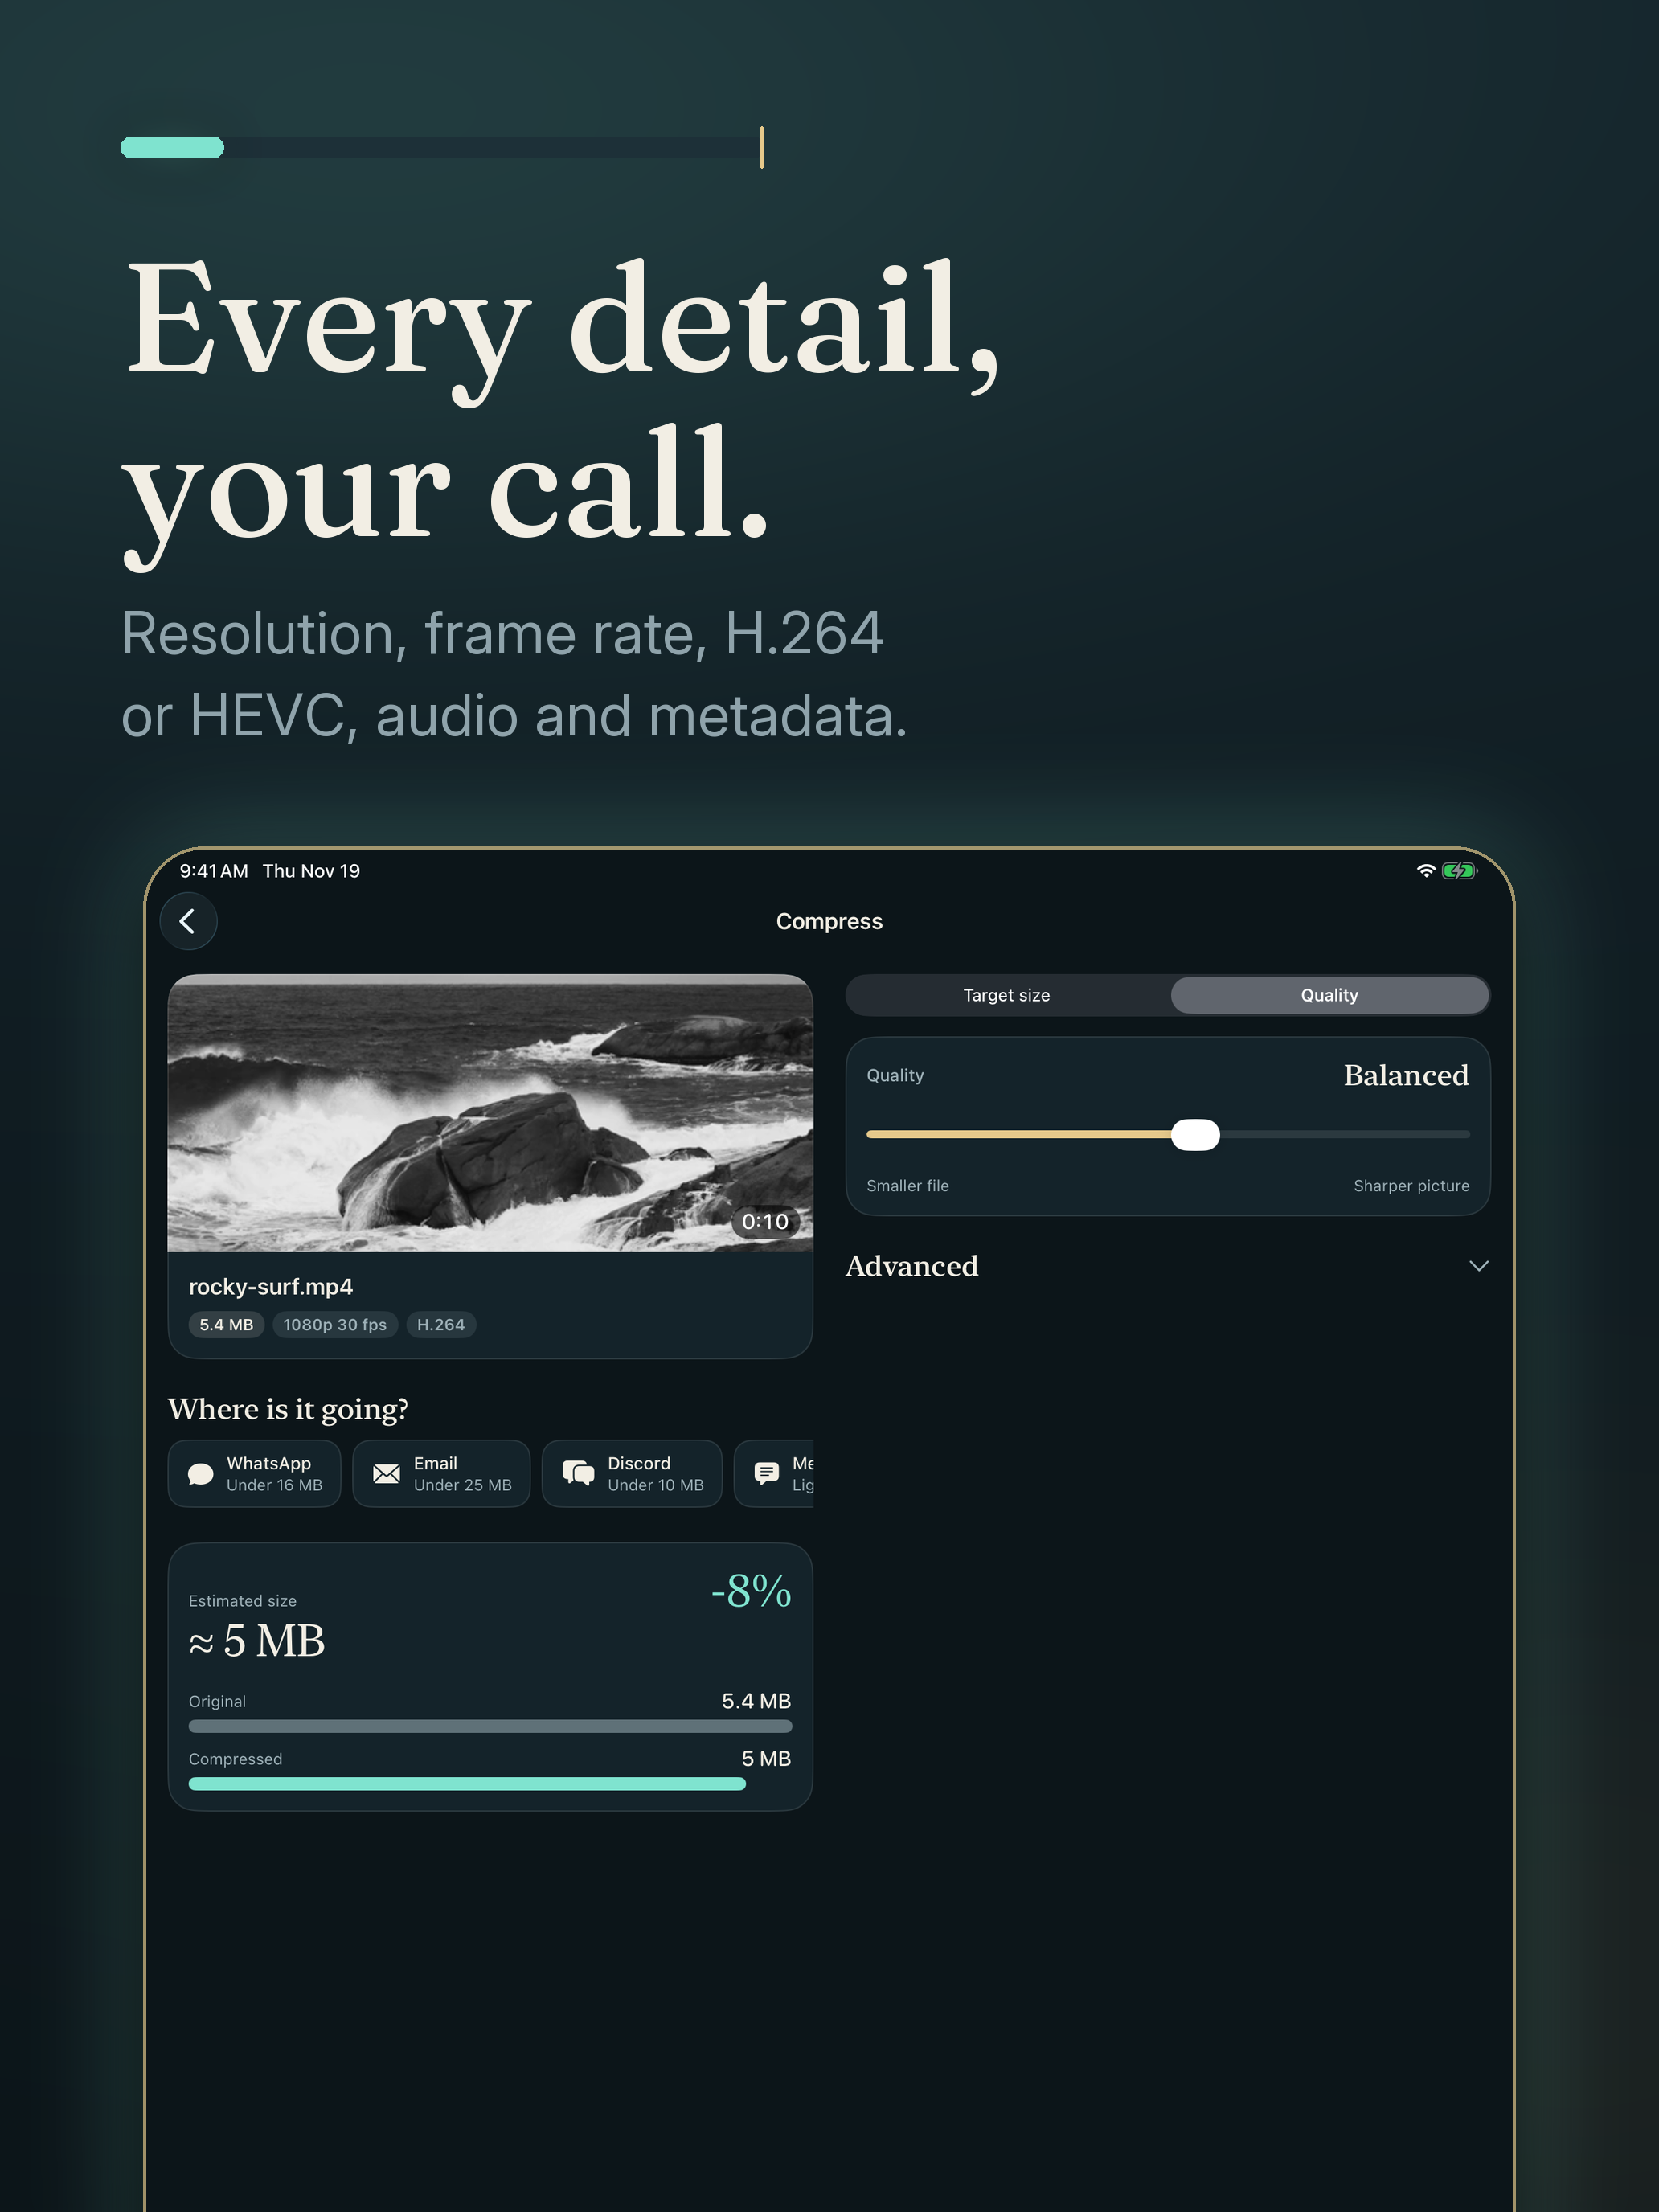 Every detail,
your call.
Resolution, frame rate, H.264
or HEVC, audio and metadata.
9:41 AM Thu Nov 19
Compress
0:10
rocky-surf.mp4
5.4 MB 1080p 30 fps H.264
Where is it going?
WhatsApp
Under 16 MB
Email
Under 25 MB
Discord
Under 10 MB
Me
Lig
Estimated size
-8%
≈ 5 MB
Original 5.4 MB
Compressed 5 MB
Target size Quality
Quality Balanced
Smaller file Sharper picture
Advanced